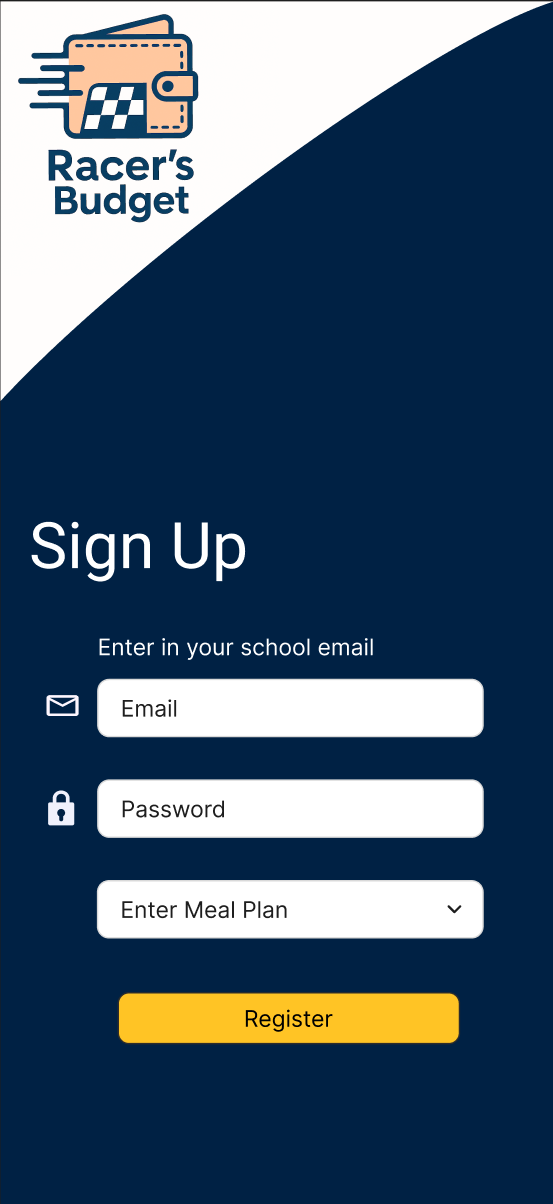 Racer's
Budget
Sign Up
Enter in your school email
Email
Password
Enter Meal Plan
Register